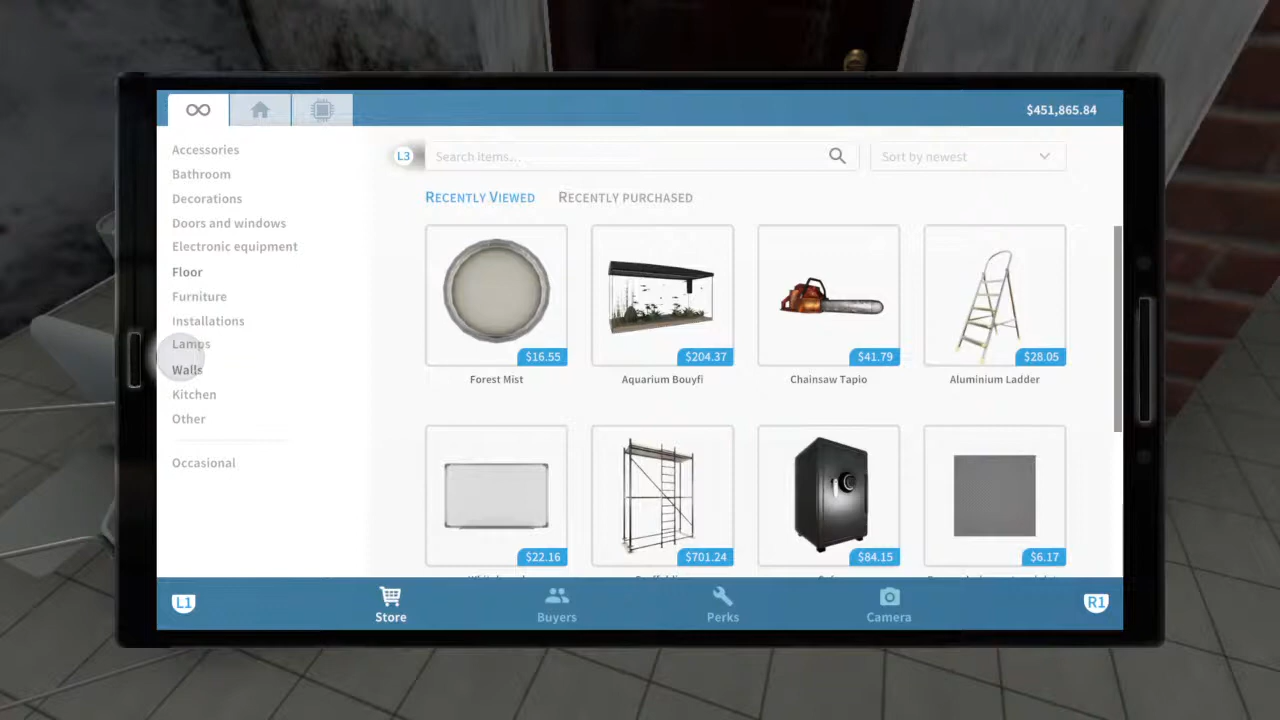 $451,865.84
Accessories
Bathroom
Decorations
Doors and windows
Electronic equipment
Floor
Furniture
Installations
Lamps
Walls
Kitchen
Other
Occasional
L3
Search items...
Sort by newest
RECENTLY VIEWED
RECENTLY PURCHASED
$16.55
$204.37
$41.79
$28.05
Forest Mist
Aquarium Bouyfi
Chainsaw Tapio
Aluminium Ladder
$22.16
$701.24
$84.15
$6.17
L1
Store
Buyers
Perks
Camera
R1